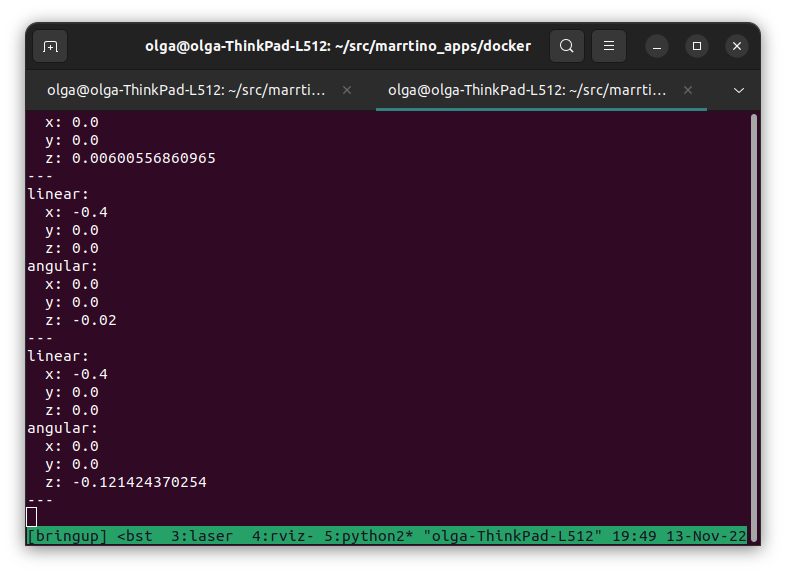 olga@olga-ThinkPad-L512: ~/src/marrtino_apps/docker
olga@olga-ThinkPad-L512: ~/src/marrti... olga@olga-ThinkPad-L512: ~/src/marrti...
  x: 0.0
  y: 0.0
  z: 0.00600556860965
---
linear:
  x: -0.4
  y: 0.0
  z: 0.0
angular:
  x: 0.0
  y: 0.0
  z: -0.02
---
linear:
  x: -0.4
  y: 0.0
  z: 0.0
angular:
  x: 0.0
  y: 0.0
  z: -0.121424370254
---
[bringup] <bst  3:laser  4:rviz- 5:python2* "olga-ThinkPad-L512" 19:49 13-Nov-22